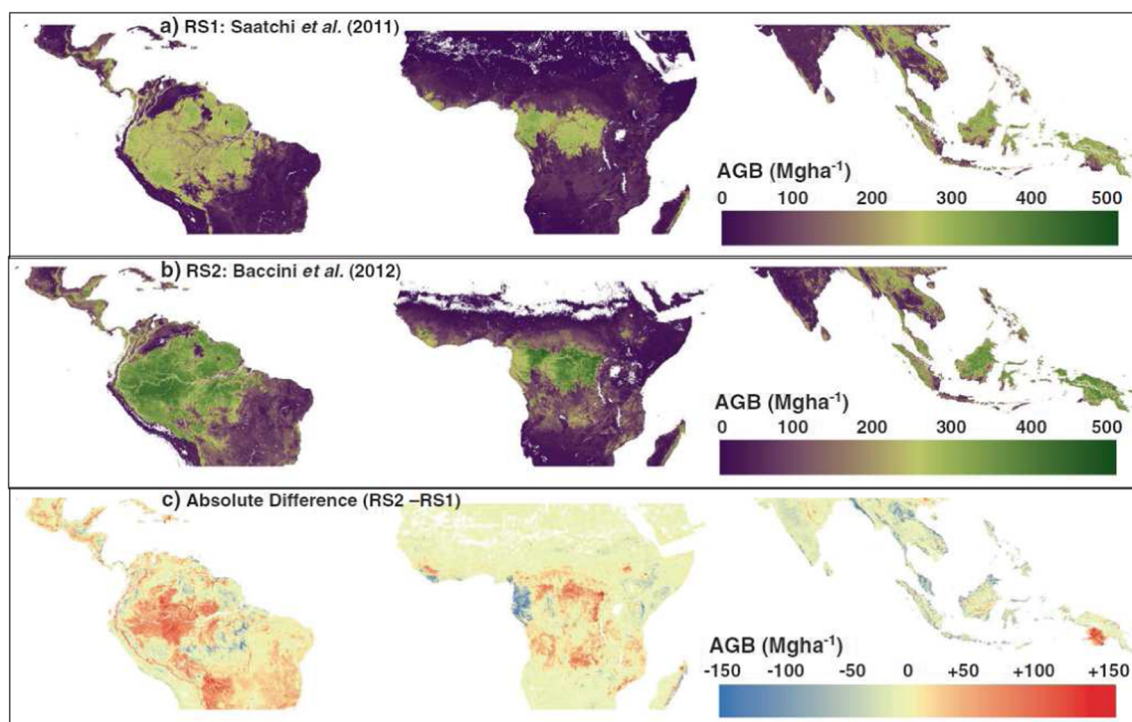 a) RS1: Saatchi et al. (2011)
AGB (Mgha-1)
0 100 200 300 400 500
b) RS2: Baccini et al. (2012)
AGB (Mgha-1)
0 100 200 300 400 500
c) Absolute Difference (RS2 –RS1)
AGB (Mgha-1)
-150 -100 -50 0 +50 +100 +150